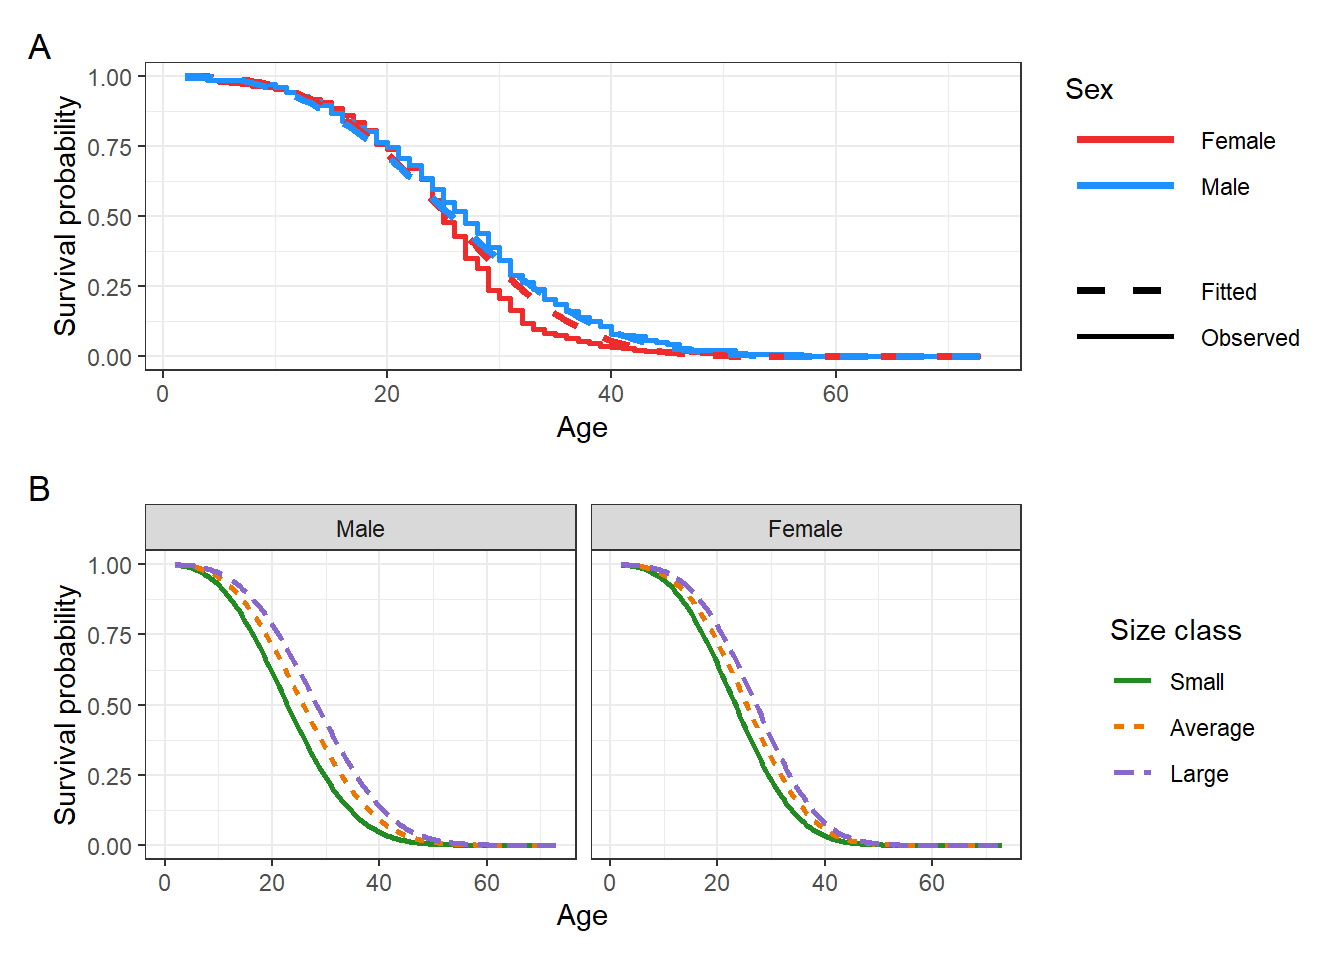 A
Survival probability
1.00
0.75
0.50
0.25
0.00
0 20 40 60
Age
Sex
Female
Male
Fitted
Observed
B
Male Female
Survival probability
1.00
0.75
0.50
0.25
0.00
0 20 40 60 0 20 40 60
Age
Size class
Small
Average
Large